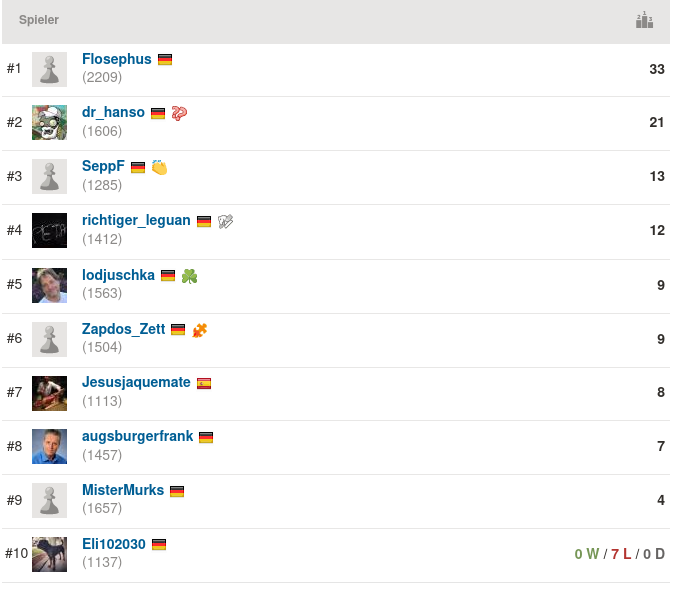 Spieler
#1 Flosephus 33
(2209)
#2 dr_hanso 21
(1606)
#3 SeppF 13
(1285)
#4 richtiger_leguan 12
(1412)
#5 lodjuschka 9
(1563)
#6 Zapdos_Zett 9
(1504)
#7 Jesusjaquemate 8
(1113)
#8 augsburgerfrank 7
(1457)
#9 MisterMurks 4
(1657)
#10 Eli102030 0 W / 7 L / 0 D
(1137)